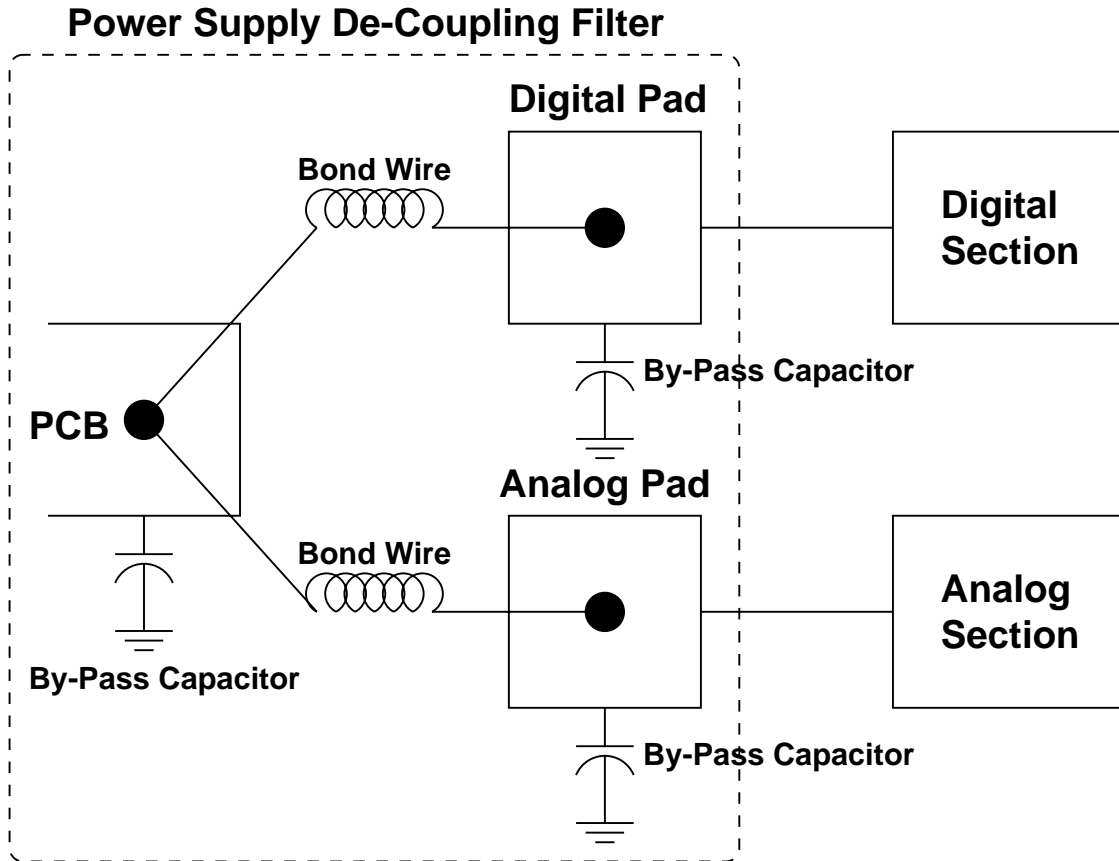 Power Supply De-Coupling Filter
Digital Pad
Bond Wire
Digital
Section
By-Pass Capacitor
PCB
Analog Pad
Bond Wire
Analog
Section
By-Pass Capacitor
By-Pass Capacitor